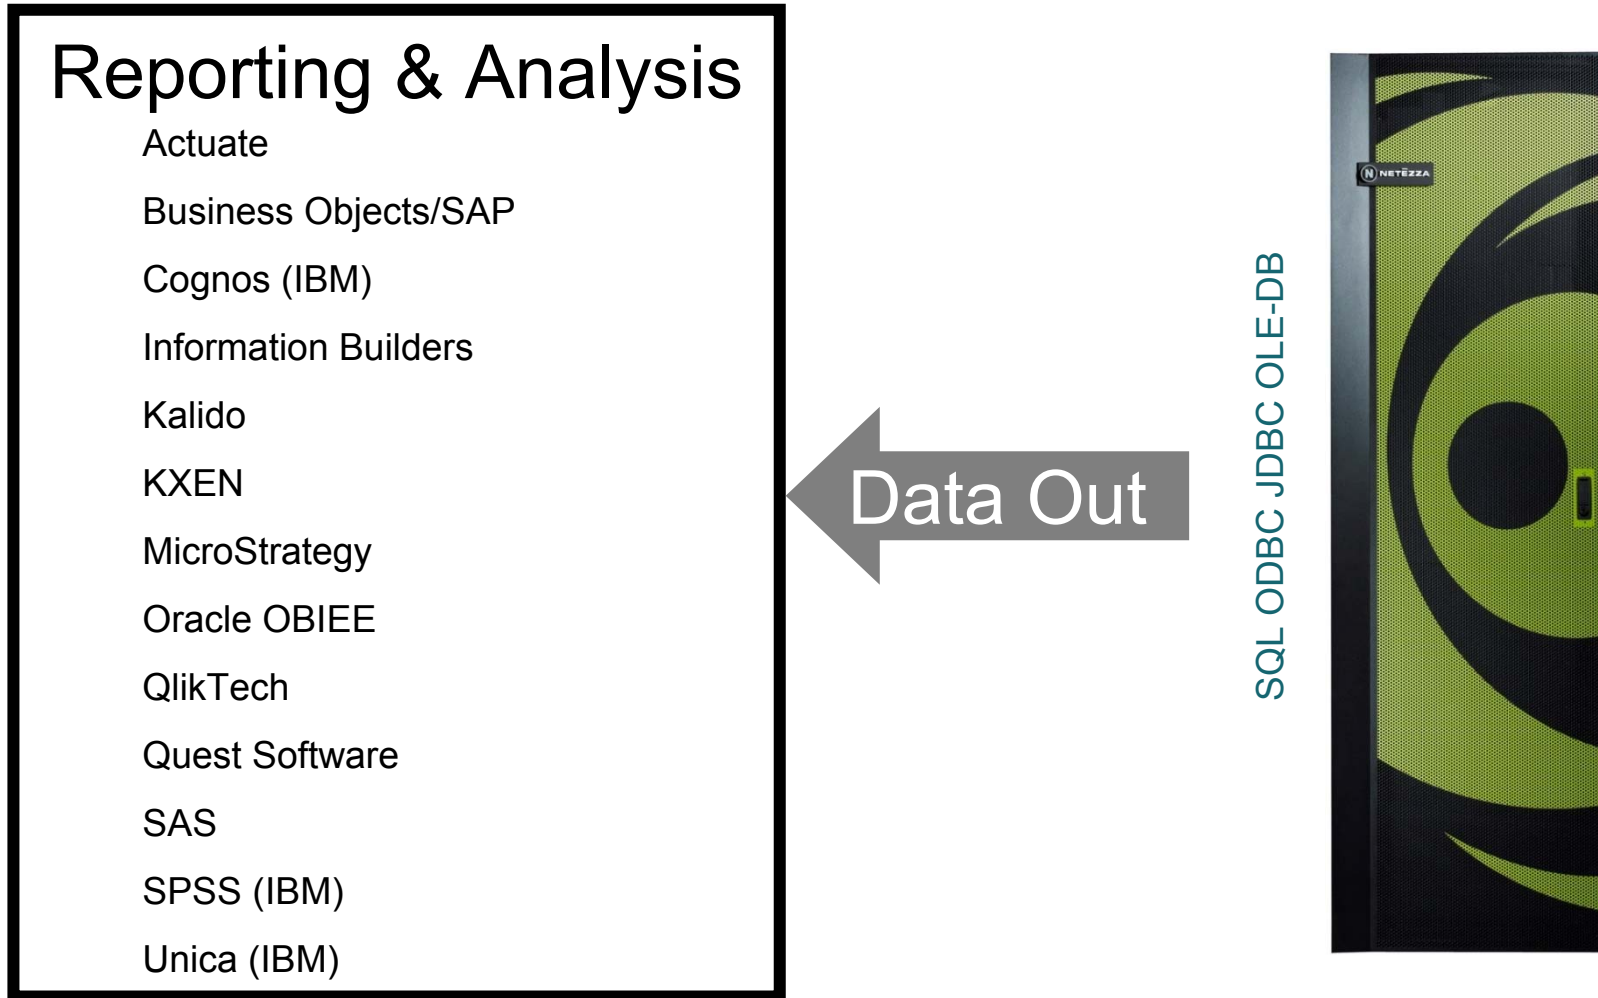 Reporting & Analysis
Actuate
Business Objects/SAP
Cognos (IBM)
Information Builders
Kalido
KXEN
MicroStrategy
Oracle OBIEE
QlikTech
Quest Software
SAS
SPSS (IBM)
Unica (IBM)
Data Out
SQL ODBC JDBC OLE-DB
N NETEZZA